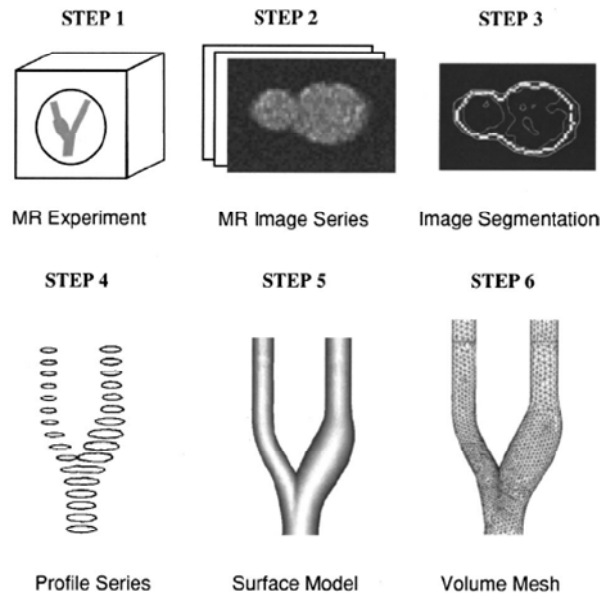 STEP 1 STEP 2 STEP 3
MR Experiment MR Image Series Image Segmentation
STEP 4 STEP 5 STEP 6
Profile Series Surface Model Volume Mesh